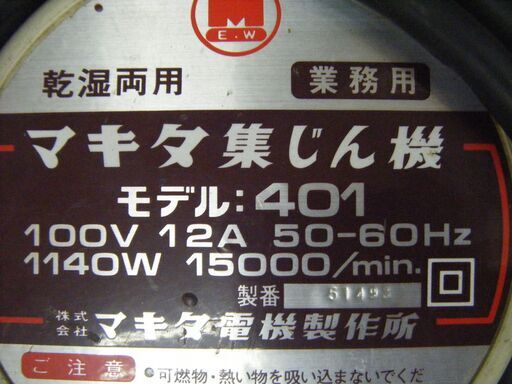 M
E.W
乾湿両用 業務用
マキタ集じん機
モデル:401
100V 12A 50-60Hz
1140W 15000/min.
製番
株式会社 マキタ電機製作所
ご注意 ●可燃物・熱い物を吸い込まないでくだ